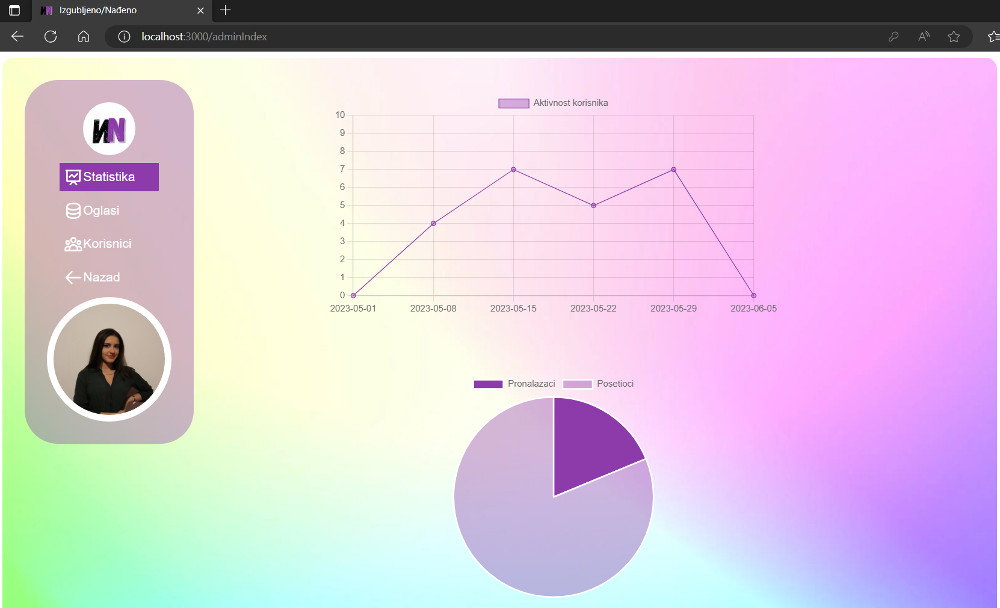 Izgubljeno/Nađeno
localhost:3000/adminIndex
ИN
Statistika
Oglasi
Korisnici
Nazad
Aktivnost korisnika
10
9
8
7
6
5
4
3
2
1
0
2023-05-01 2023-05-08 2023-05-15 2023-05-22 2023-05-29 2023-06-05
Pronalazaci Posetioci